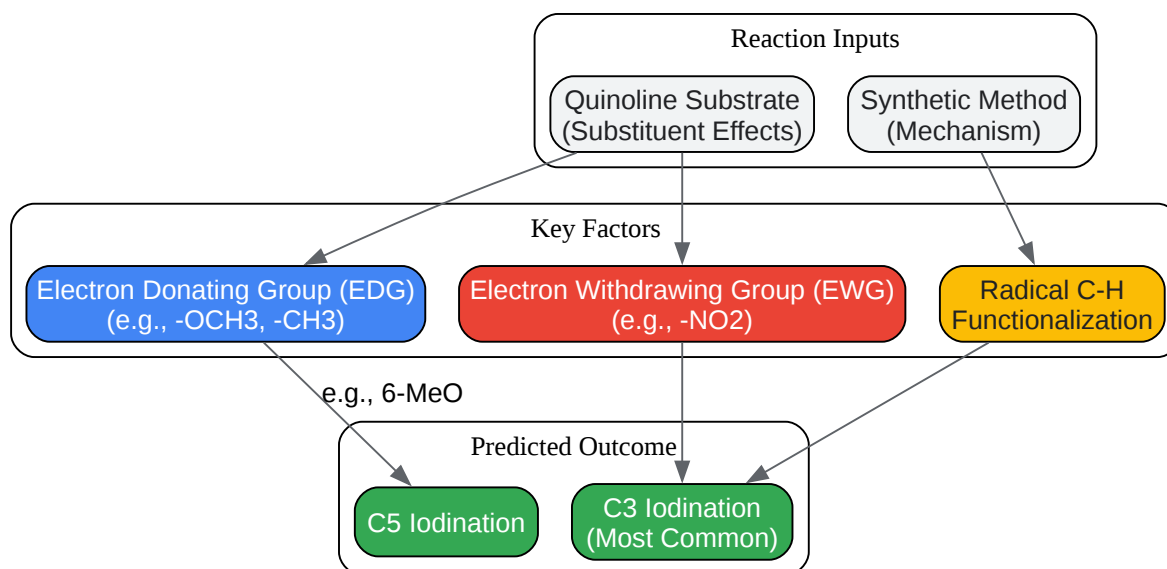 Reaction Inputs
Quinoline Substrate
(Substituent Effects)
Synthetic Method
(Mechanism)
Key Factors
Electron Donating Group (EDG)
(e.g., -OCH3, -CH3)
Electron Withdrawing Group (EWG)
(e.g., -NO2)
Radical C-H
Functionalization
e.g., 6-MeO
Predicted Outcome
C5 Iodination
C3 Iodination
(Most Common)